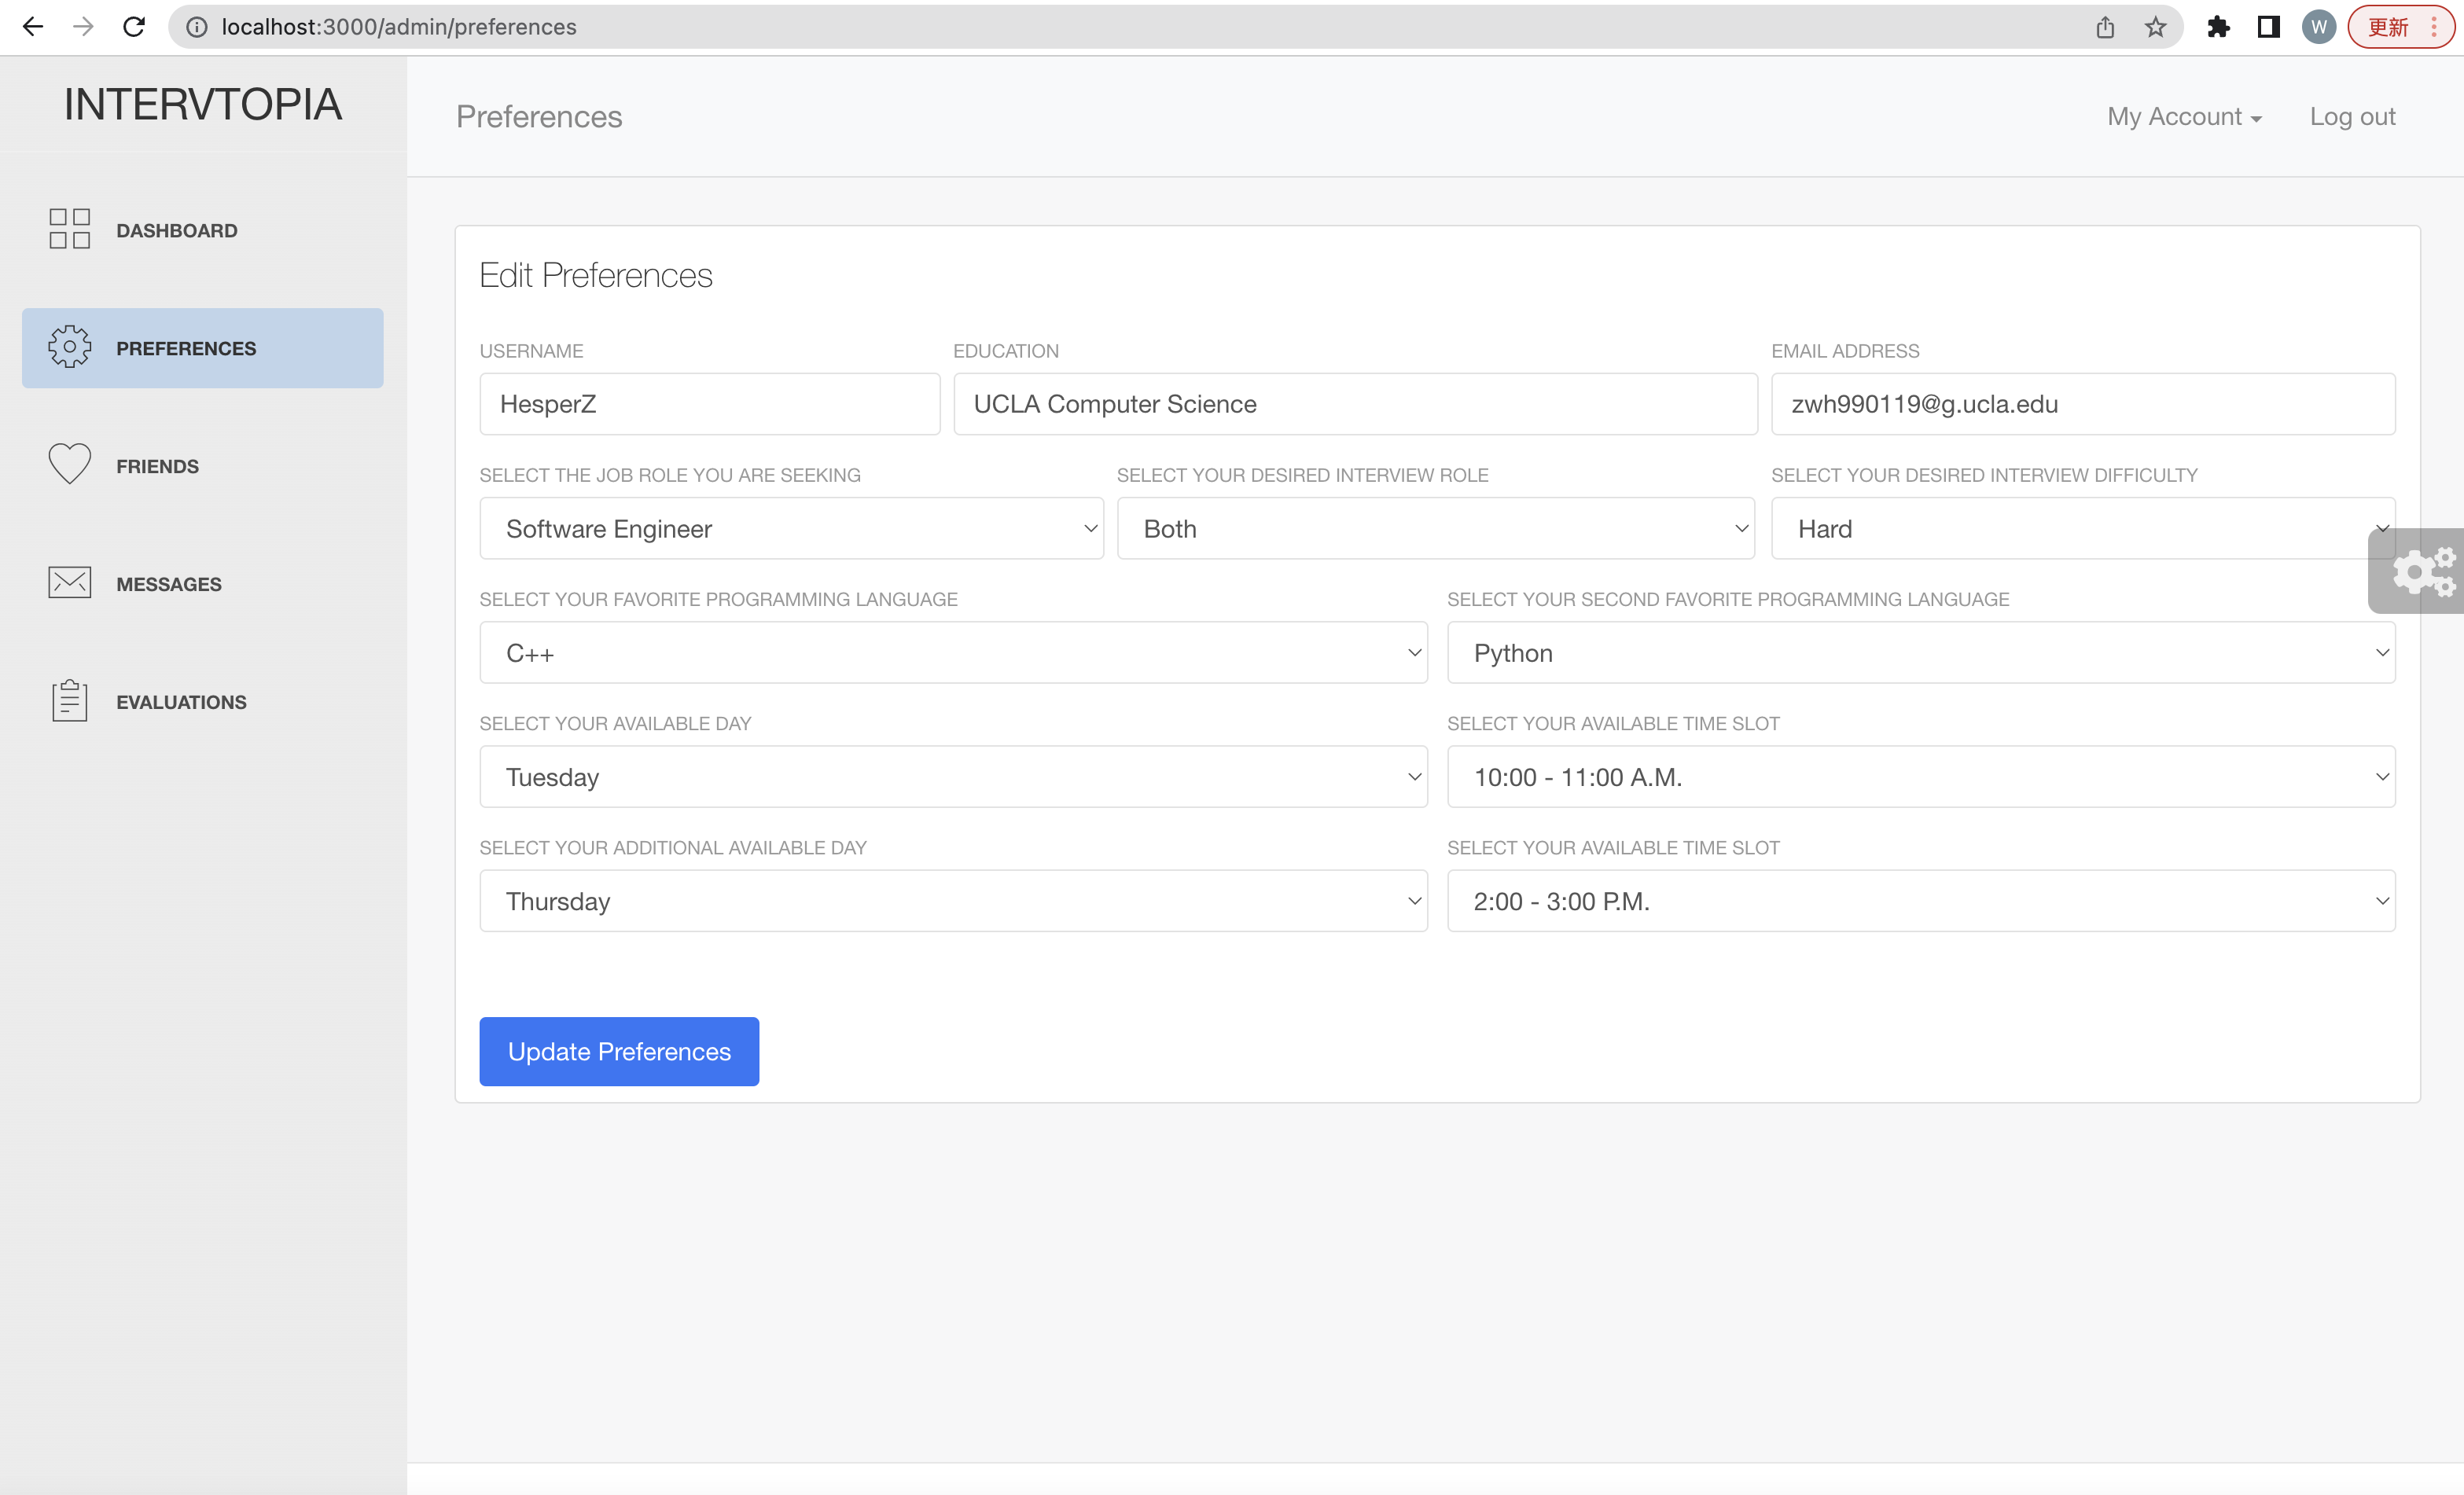 localhost:3000/admin/preferences
W
更新
INTERVTOPIA
Preferences
My Account
Log out
DASHBOARD
PREFERENCES
FRIENDS
MESSAGES
EVALUATIONS
Edit Preferences
USERNAME EDUCATION EMAIL ADDRESS
HesperZ UCLA Computer Science zwh990119@g.ucla.edu
SELECT THE JOB ROLE YOU ARE SEEKING SELECT YOUR DESIRED INTERVIEW ROLE SELECT YOUR DESIRED INTERVIEW DIFFICULTY
Software Engineer Both Hard
SELECT YOUR FAVORITE PROGRAMMING LANGUAGE SELECT YOUR SECOND FAVORITE PROGRAMMING LANGUAGE
C++ Python
SELECT YOUR AVAILABLE DAY SELECT YOUR AVAILABLE TIME SLOT
Tuesday 10:00 - 11:00 A.M.
SELECT YOUR ADDITIONAL AVAILABLE DAY SELECT YOUR AVAILABLE TIME SLOT
Thursday 2:00 - 3:00 P.M.
Update Preferences